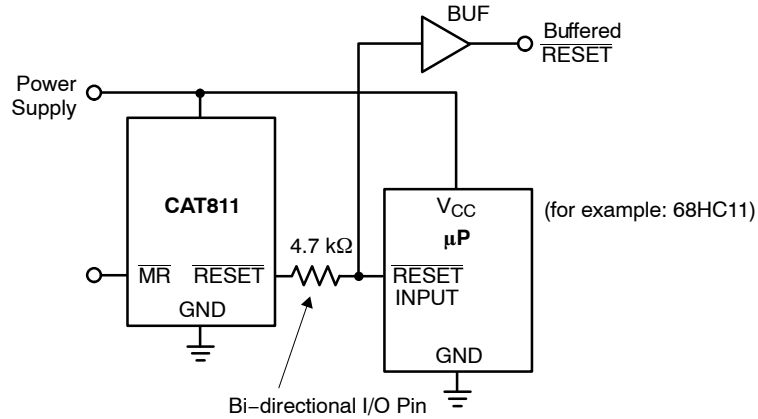 BUF
Buffered
RESET
Power
Supply
CAT811
VCC
(for example: 68HC11)
µP
4.7 kΩ
MR
RESET
RESET
INPUT
GND
GND
Bi−directional I/O Pin